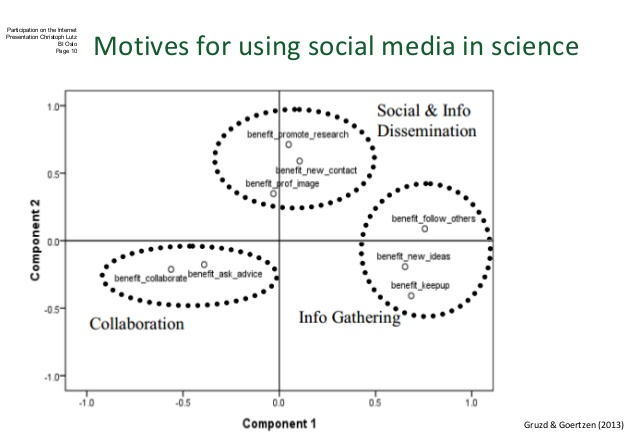 Participation on the Internet
Presentation Christoph Lutz
BI Oslo
Page 10
Motives for using social media in science
Social & Info
Dissemination
benefit_promote_research
benefit_new_contact
benefit_prof_image
benefit_follow_others
benefit_new_ideas
benefit_keepup
benefit_collaborate
benefit_ask_advice
Collaboration
Info Gathering
Component 2
1.0
0.5
0.0
-0.5
-1.0
-1.0
-0.5
0.0
0.5
1.0
Component 1
Gruzd & Goertzen (2013)